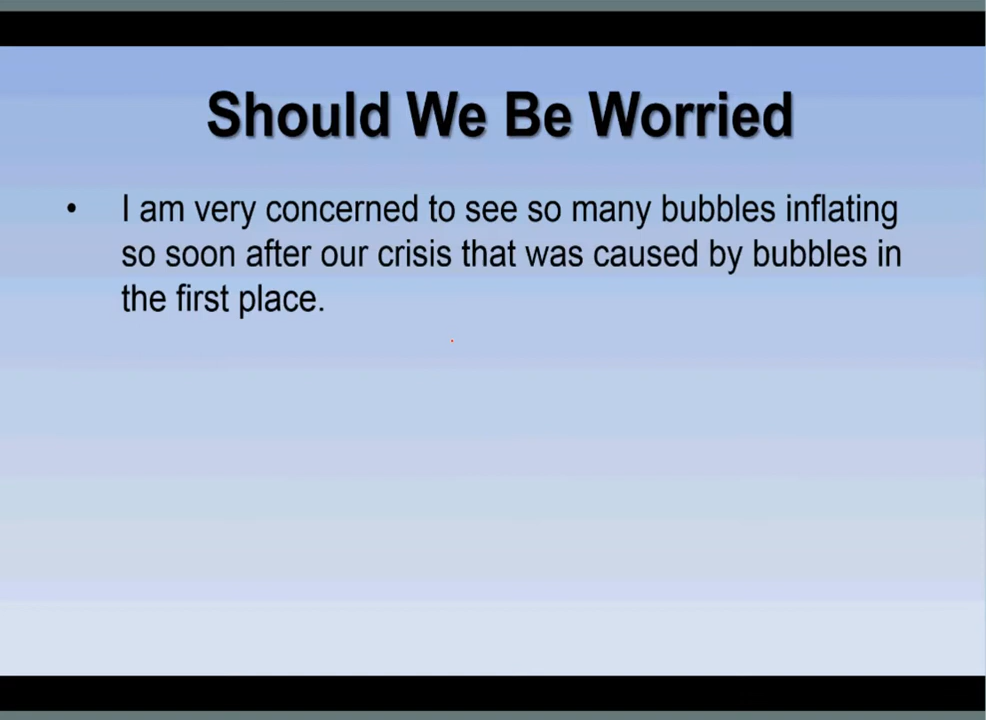 Should We Be Worried
• I am very concerned to see so many bubbles inflating
so soon after our crisis that was caused by bubbles in
the first place.